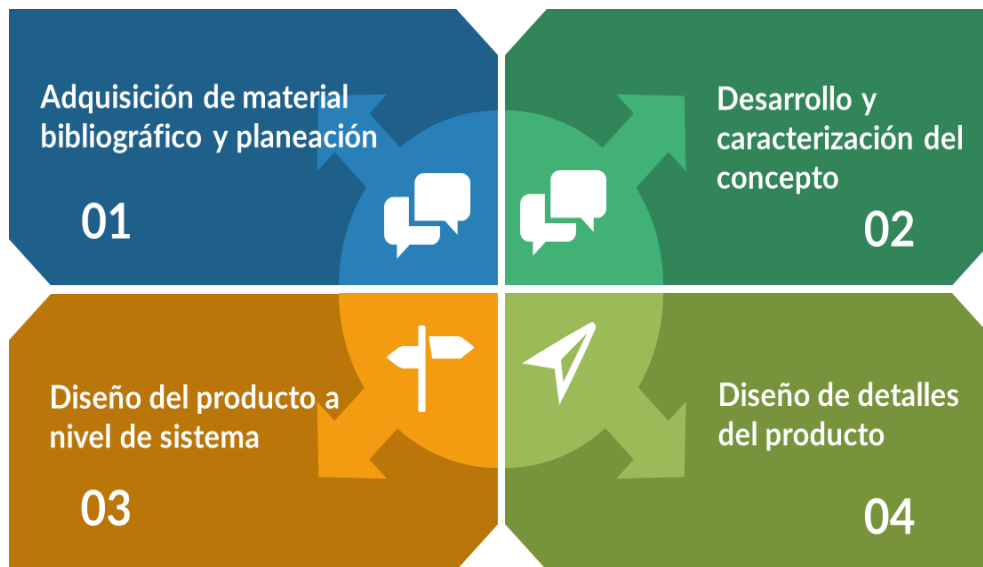 Adquisición de material
bibliográfico y planeación
01
Desarrollo y
caracterización del
concepto
02
Diseño del producto a
nivel de sistema
03
Diseño de detalles
del producto
04